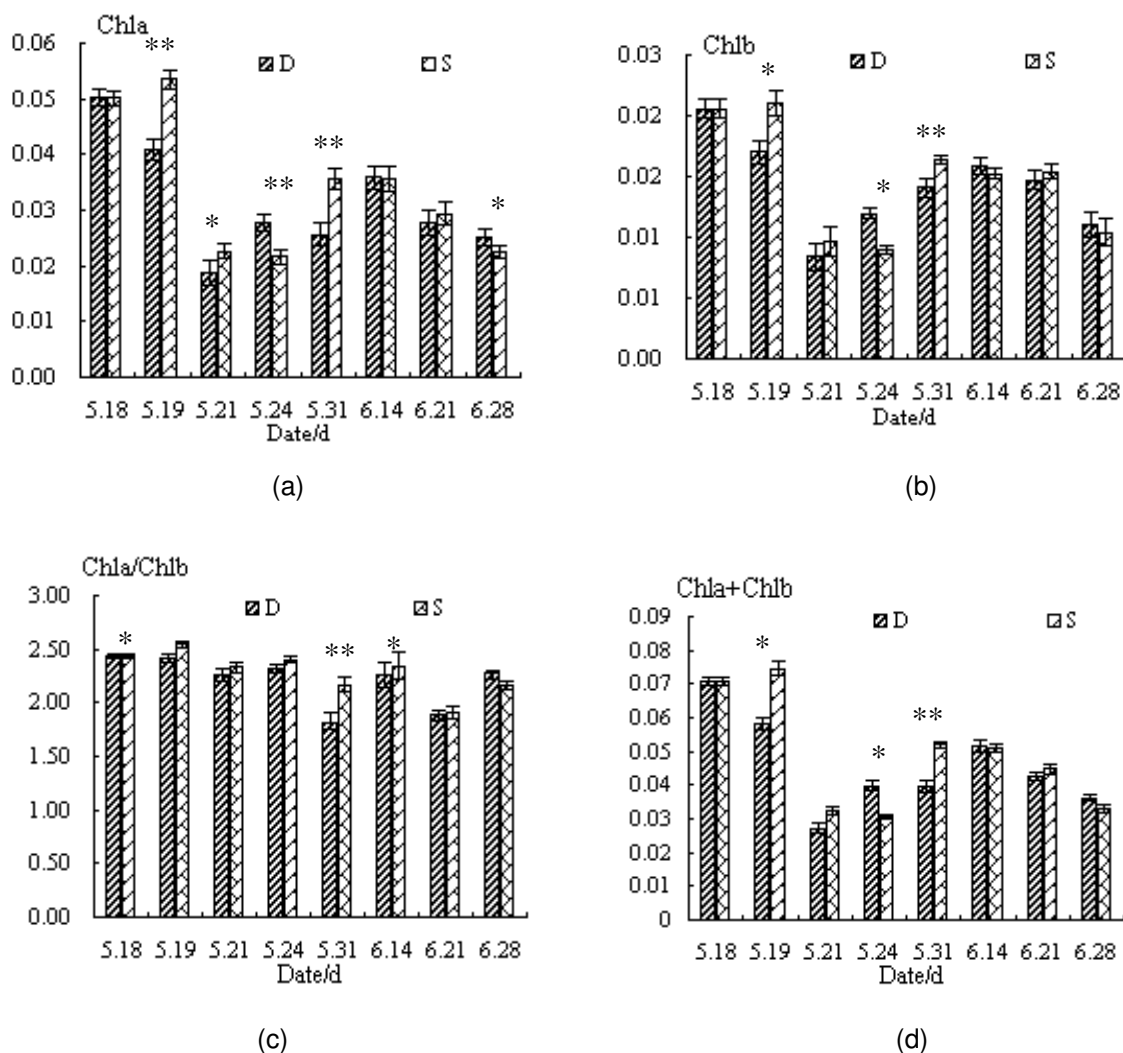 Chla
0.06
0.05
0.04
0.03
0.02
0.01
0.00
D
S
**
*
**
**
*
5.18 5.19 5.21 5.24 5.31 6.14 6.21 6.28
Date/d
(a)
Chlb
0.03
0.02
0.02
0.01
0.01
0.00
D
S
*
*
**
5.18 5.19 5.21 5.24 5.31 6.14 6.21 6.28
Date/d
(b)
Chla/Chlb
3.00
2.50
2.00
1.50
1.00
0.50
0.00
D
S
*
**
*
5.18 5.19 5.21 5.24 5.31 6.14 6.21 6.28
Date/d
(c)
Chla+Chlb
0.09
0.08
0.07
0.06
0.05
0.04
0.03
0.02
0.01
0
D
S
*
*
**
5.18 5.19 5.21 5.24 5.31 6.14 6.21 6.28
Date/d
(d)